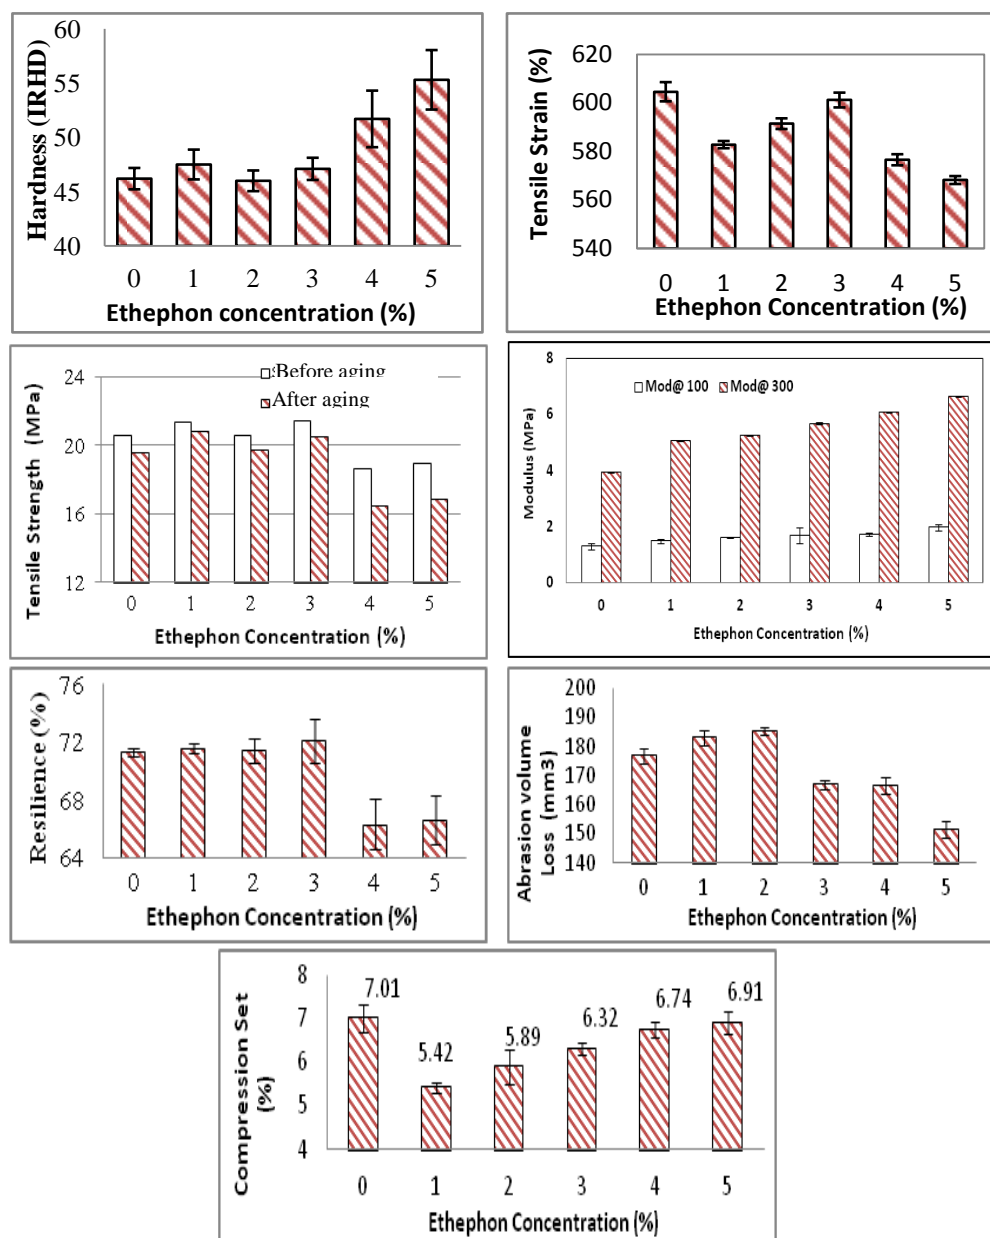 60
55
50
45
40
Hardness (IRHD)
0 1 2 3 4 5
Ethephon concentration (%)
620
600
580
560
540
Tensile Strain (%)
0 1 2 3 4 5
Ethephon Concentration (%)
Before aging
After aging
24
20
16
12
Tensile Strength (MPa)
0 1 2 3 4 5
Ethephon Concentration (%)
8
6
4
2
0
Modulus (MPa)
Mod@ 100 Mod@ 300
0 1 2 3 4 5
Ethephon Concentration (%)
76
72
68
64
Resilience (%)
0 1 2 3 4 5
Ethephon Concentration (%)
200
190
180
170
160
150
140
Abrasion volume
Loss (mm3)
0 1 2 3 4 5
Ethephon Concentration (%)
8
7
6
5
4
Compression Set
(%)
7.01 5.42 5.89 6.32 6.74 6.91
0 1 2 3 4 5
Ethephon Concentration (%)